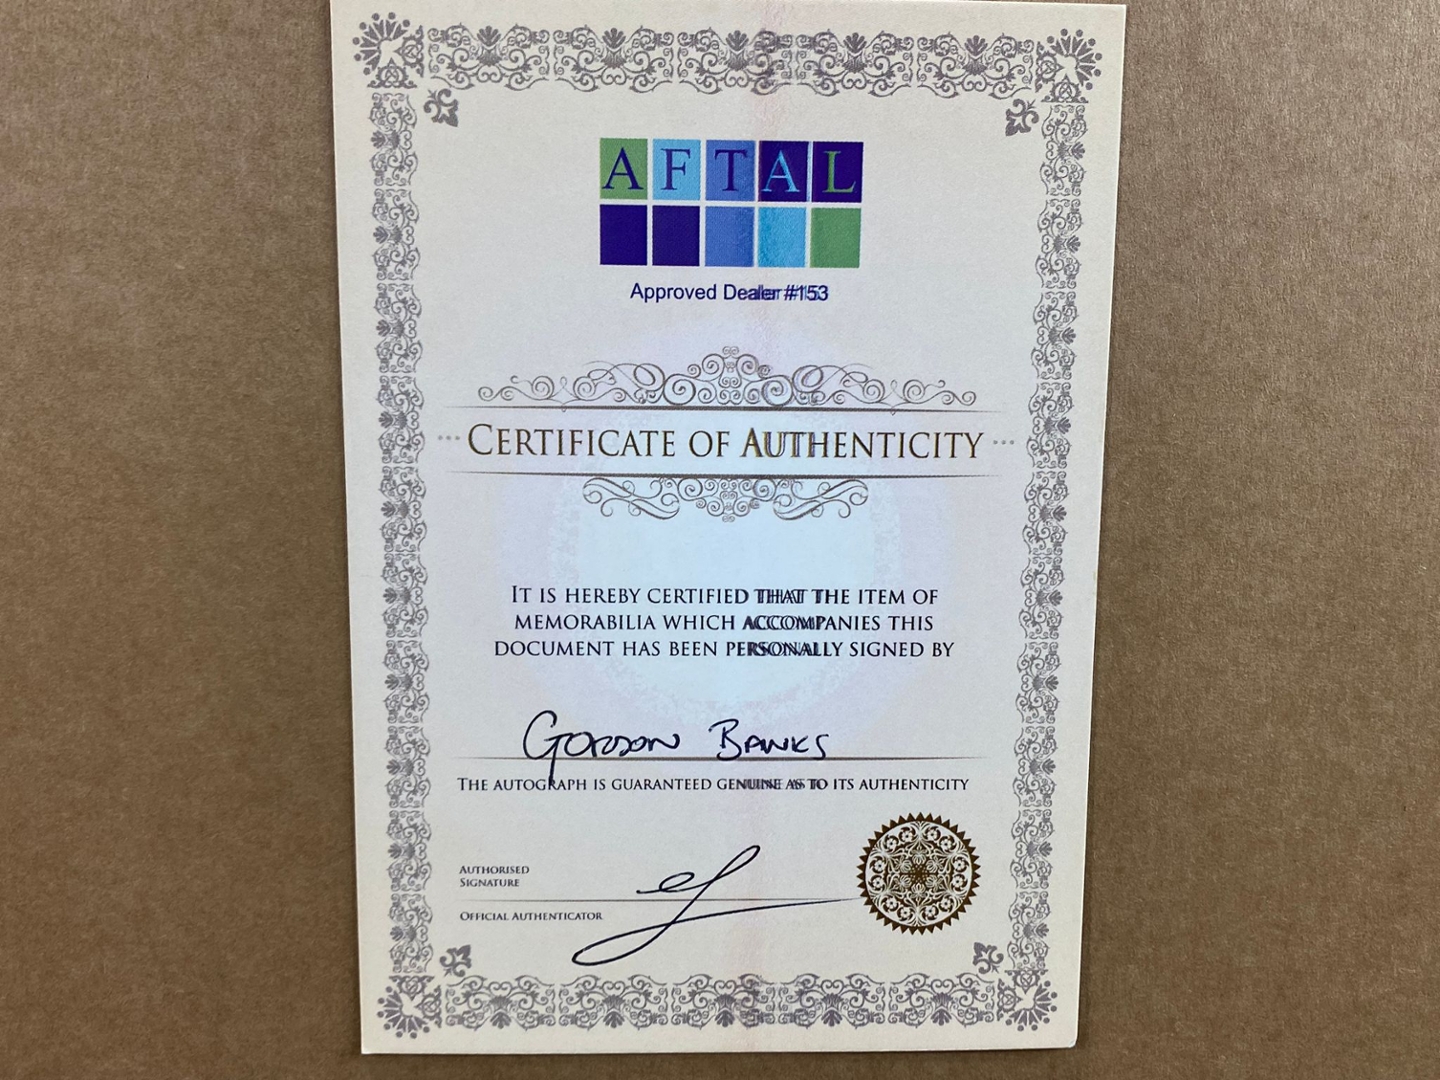 AFTAL
Approved Dealer #153
CERTIFICATE OF AUTHENTICITY
IT IS HEREBY CERTIFIED THAT THE ITEM OF
MEMORABILIA WHICH ACCOMPANIES THIS
DOCUMENT HAS BEEN PERSONALLY SIGNED BY
GORDON BANKS
THE AUTOGRAPH IS GUARANTEED GENUINE AS TO ITS AUTHENTICITY
AUTHORISED
SIGNATURE
OFFICIAL AUTHENTICATOR